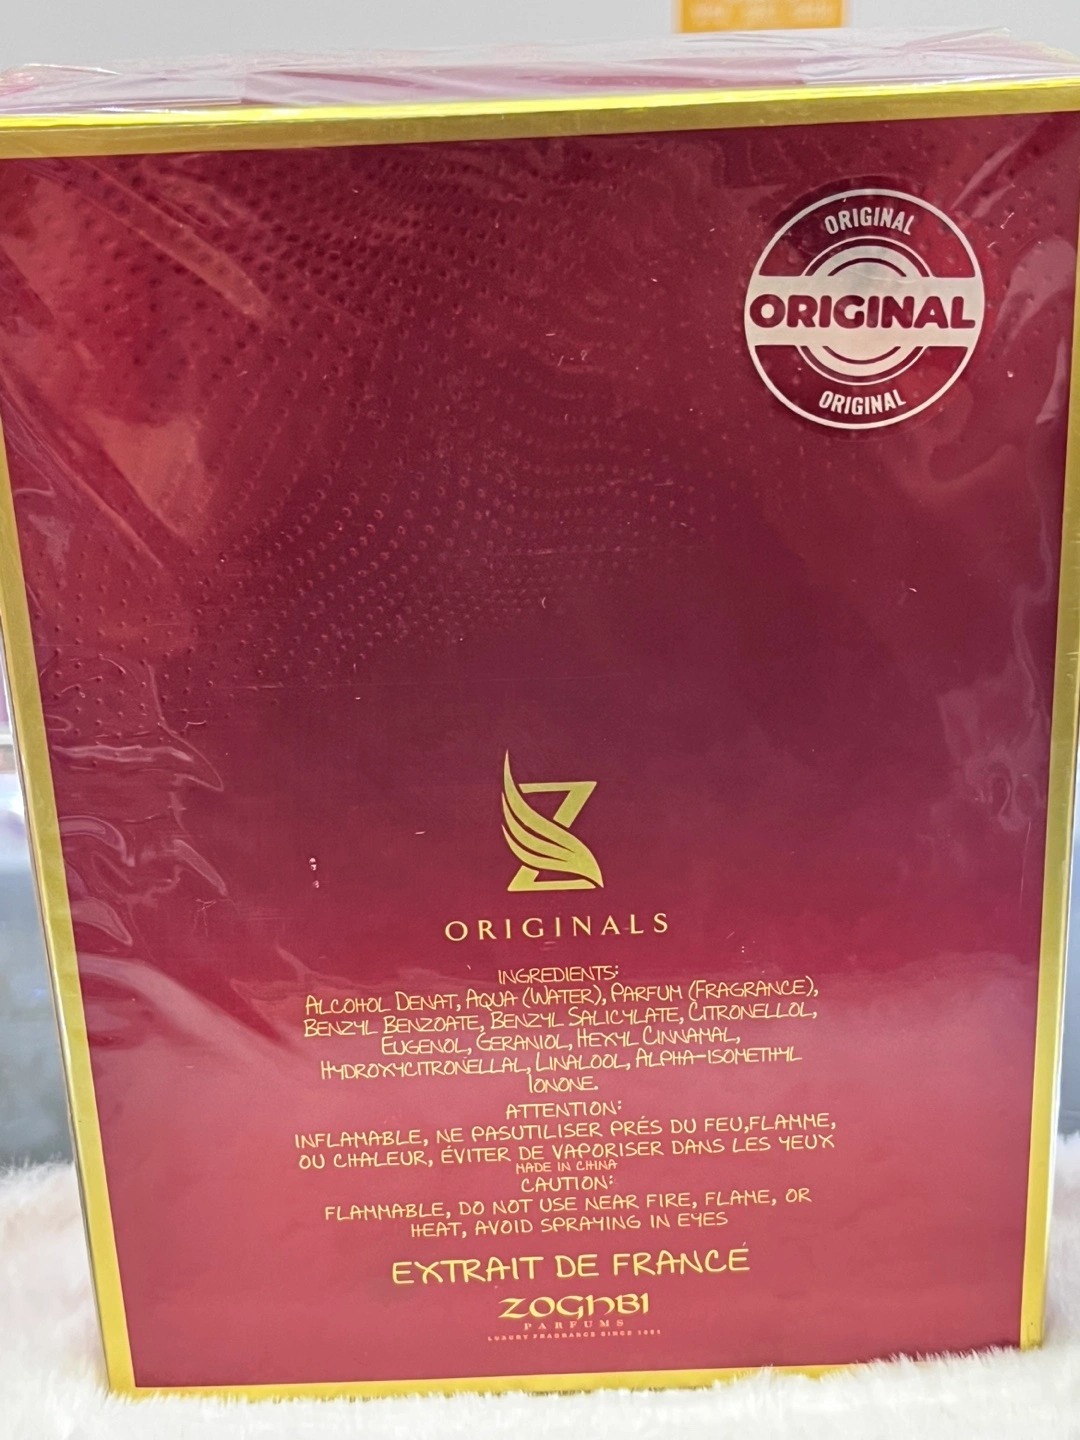 ORIGINAL
ORIGINAL
ORIGINAL
ORIGINALS
INGREDIENTS:
ALCOHOL DENAT, AQUA (WATER), PARFUM (FRAGRANCE),
BENZYL BENZOATE, BENZYL SALICYLATE, CITRONELLOL,
EUGENOL, GERANIOL, HEXYL CINNAMAL,
HYDROXYCITRONELLAL, LINALOOL, ALPHA-ISOMETHYL
IONONE.
ATTENTION:
INFLAMABLE, NE PASUTILISER PRÉS DU FEU,FLAMME,
OU CHALEUR, ÉVITER DE VAPORISER DANS LES YEUX
MADE IN CHINA
CAUTION:
FLAMMABLE, DO NOT USE NEAR FIRE, FLAME, OR
HEAT, AVOID SPRAYING IN EYES
EXTRAIT DE FRANCÉ
ZOGHBI
PARFUMS
LUXURY FRAGRANCE SINCE